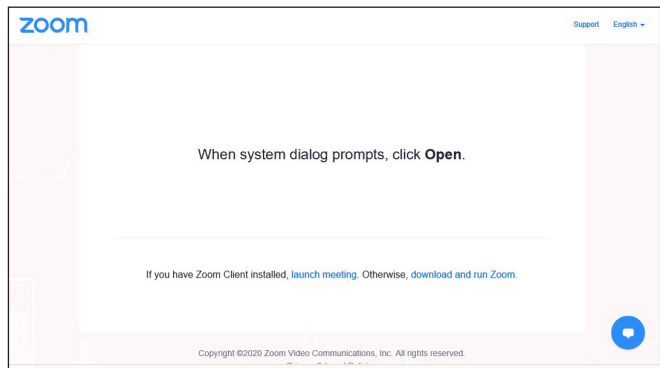 zoom
Support English
When system dialog prompts, click Open.
If you have Zoom Client installed, launch meeting. Otherwise, download and run Zoom.
Copyright ©2020 Zoom Video Communications, Inc. All rights reserved.